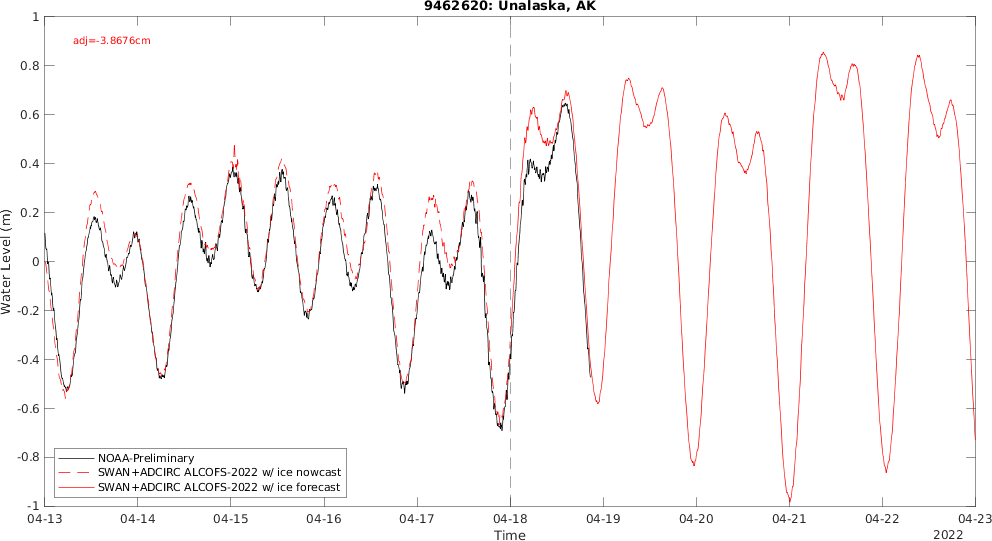 9462620: Unalaska, AK
adj=-3.8676cm
Water Level (m)
1
0.8
0.6
0.4
0.2
0
-0.2
-0.4
-0.6
-0.8
-1
NOAA-Preliminary
SWAN+ADCIRC ALCOFS-2022 w/ ice nowcast
SWAN+ADCIRC ALCOFS-2022 w/ ice forecast
04-13 04-14 04-15 04-16 04-17 04-18 04-19 04-20 04-21 04-22 04-23
Time
2022